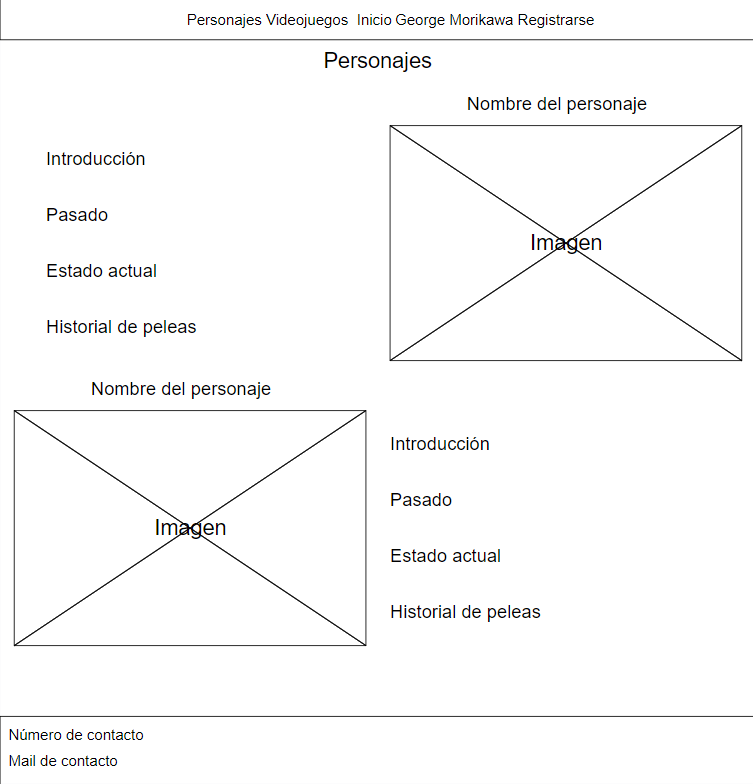 Personajes Videojuegos Inicio George Morikawa Registrarse
Personajes
Nombre del personaje
Introducción
Pasado
Estado actual
Historial de peleas
Imagen
Nombre del personaje
Imagen
Introducción
Pasado
Estado actual
Historial de peleas
Número de contacto
Mail de contacto